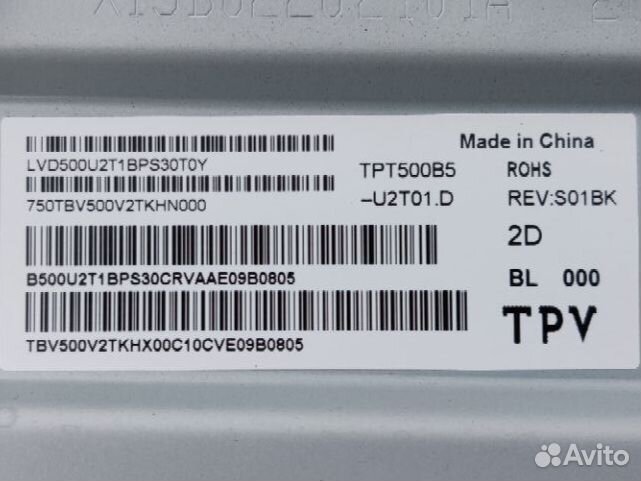 LVD500U2T1BPS30T0Y
750TBV500V2TKHN000
TPT500B5
-U2T01.D
Made in China
ROHS
REV:S01BK
2D
BL 000
B500U2T1BPS30CRVAAE09B0805
TBV500V2TKHX00C10CVE09B0805
TPV
Avito